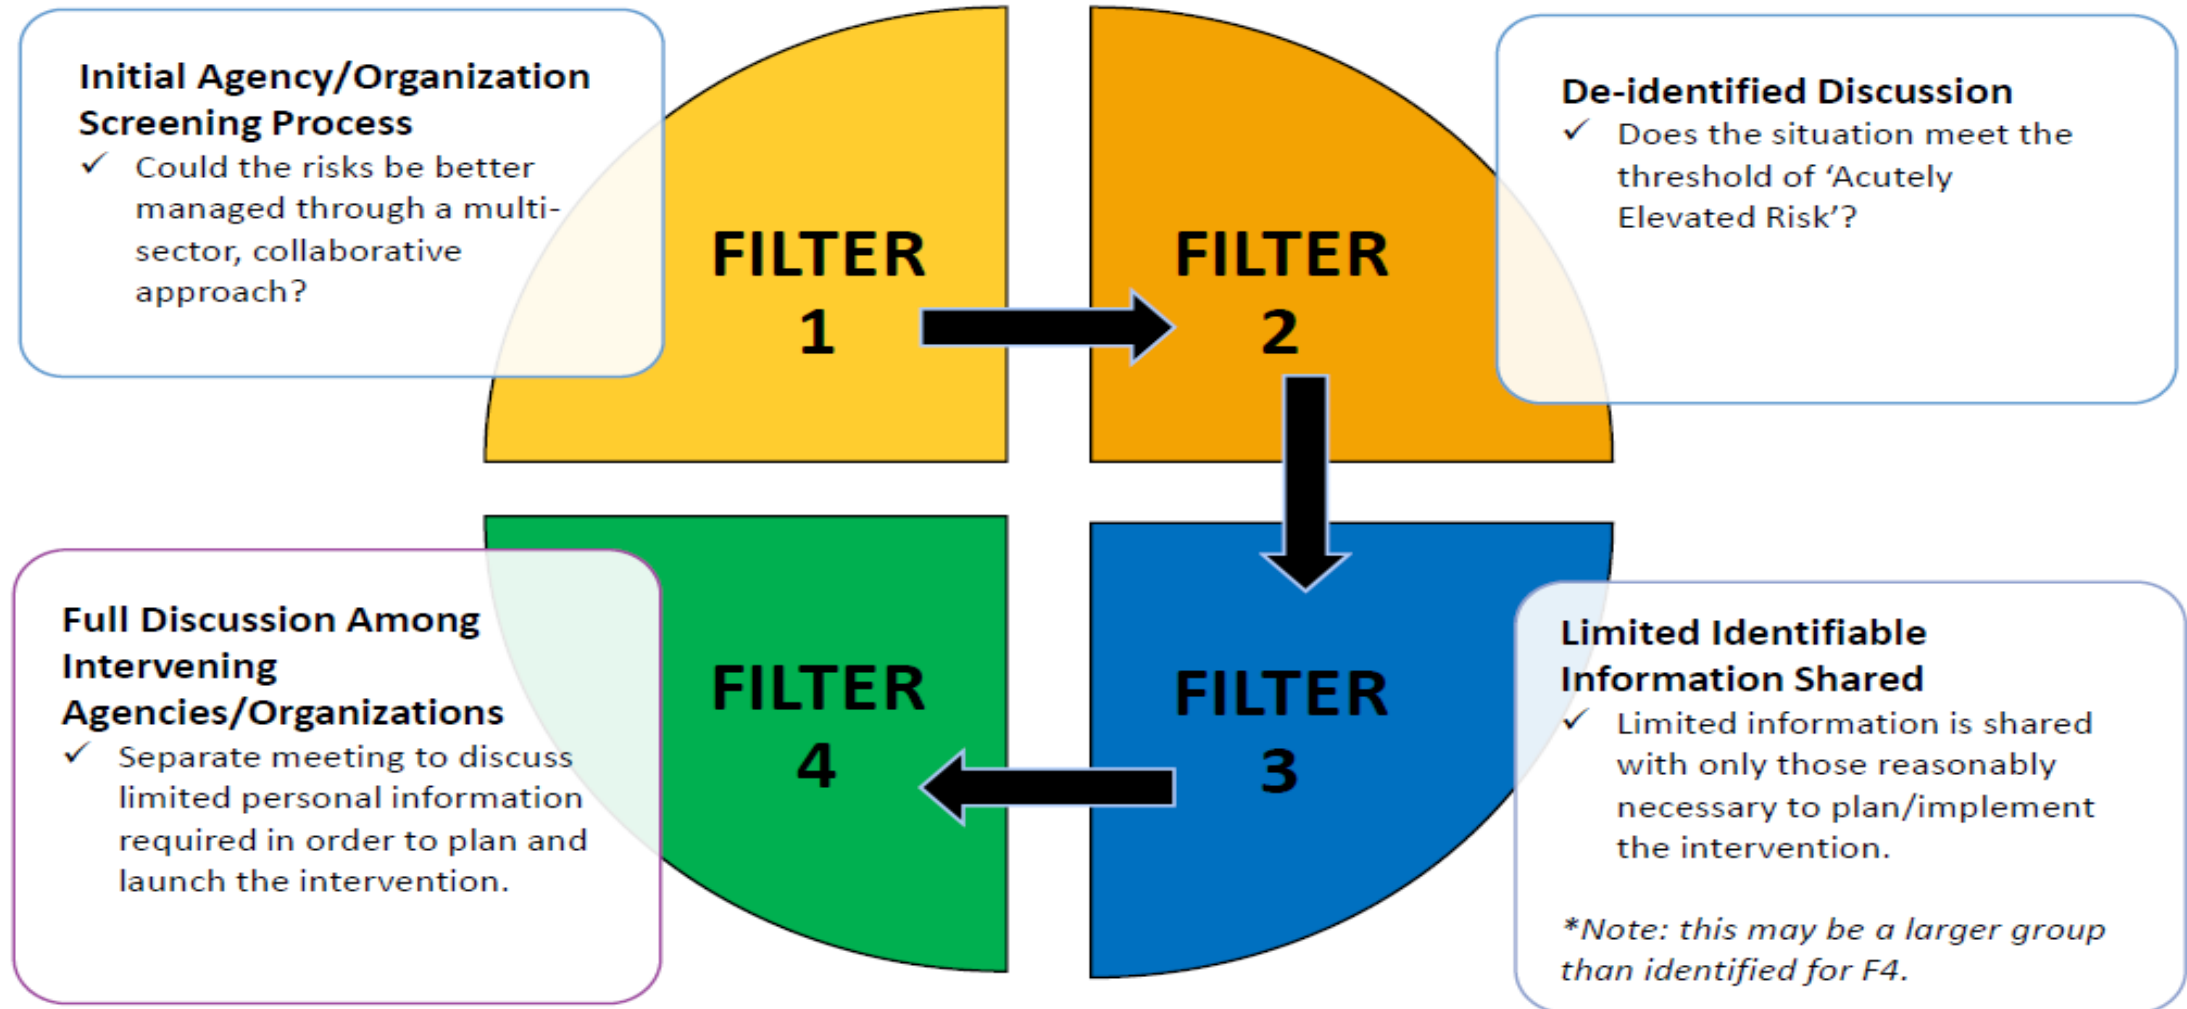 Initial Agency/Organization
Screening Process
✓ Could the risks be better
managed through a multi-
sector, collaborative
approach?
FILTER
1
FILTER
2
De-identified Discussion
✓ Does the situation meet the
threshold of ‘Acutely
Elevated Risk’?
Full Discussion Among
Intervening
Agencies/Organizations
✓ Separate meeting to discuss
limited personal information
required in order to plan and
launch the intervention.
FILTER
4
FILTER
3
Limited Identifiable
Information Shared
✓ Limited information is shared
with only those reasonably
necessary to plan/implement
the intervention.
*Note: this may be a larger group
than identified for F4.